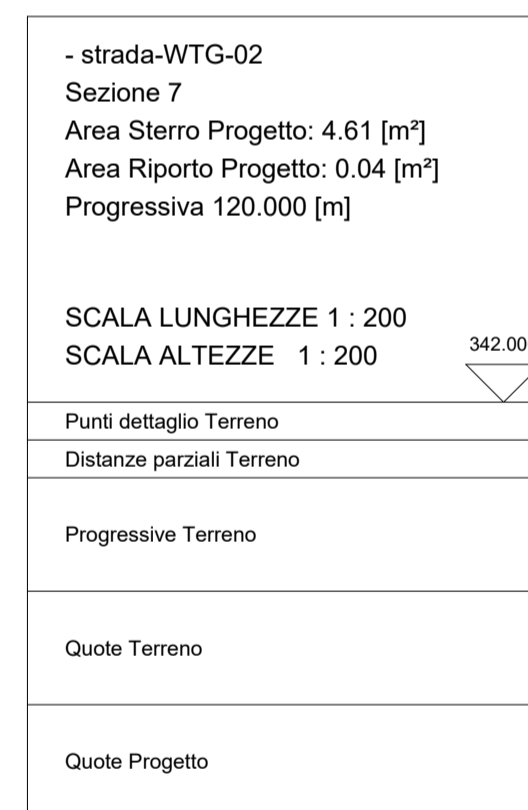 - strada-WTG-02
Sezione 7
Area Sterro Progetto: 4.61 [m²]
Area Riporto Progetto: 0.04 [m²]
Progressiva 120.000 [m]
SCALA LUNGHEZZE 1 : 200
SCALA ALTEZZE 1 : 200
342.00
Punti dettaglio Terreno
Distanze parziali Terreno
Progressive Terreno
Quote Terreno
Quote Progetto